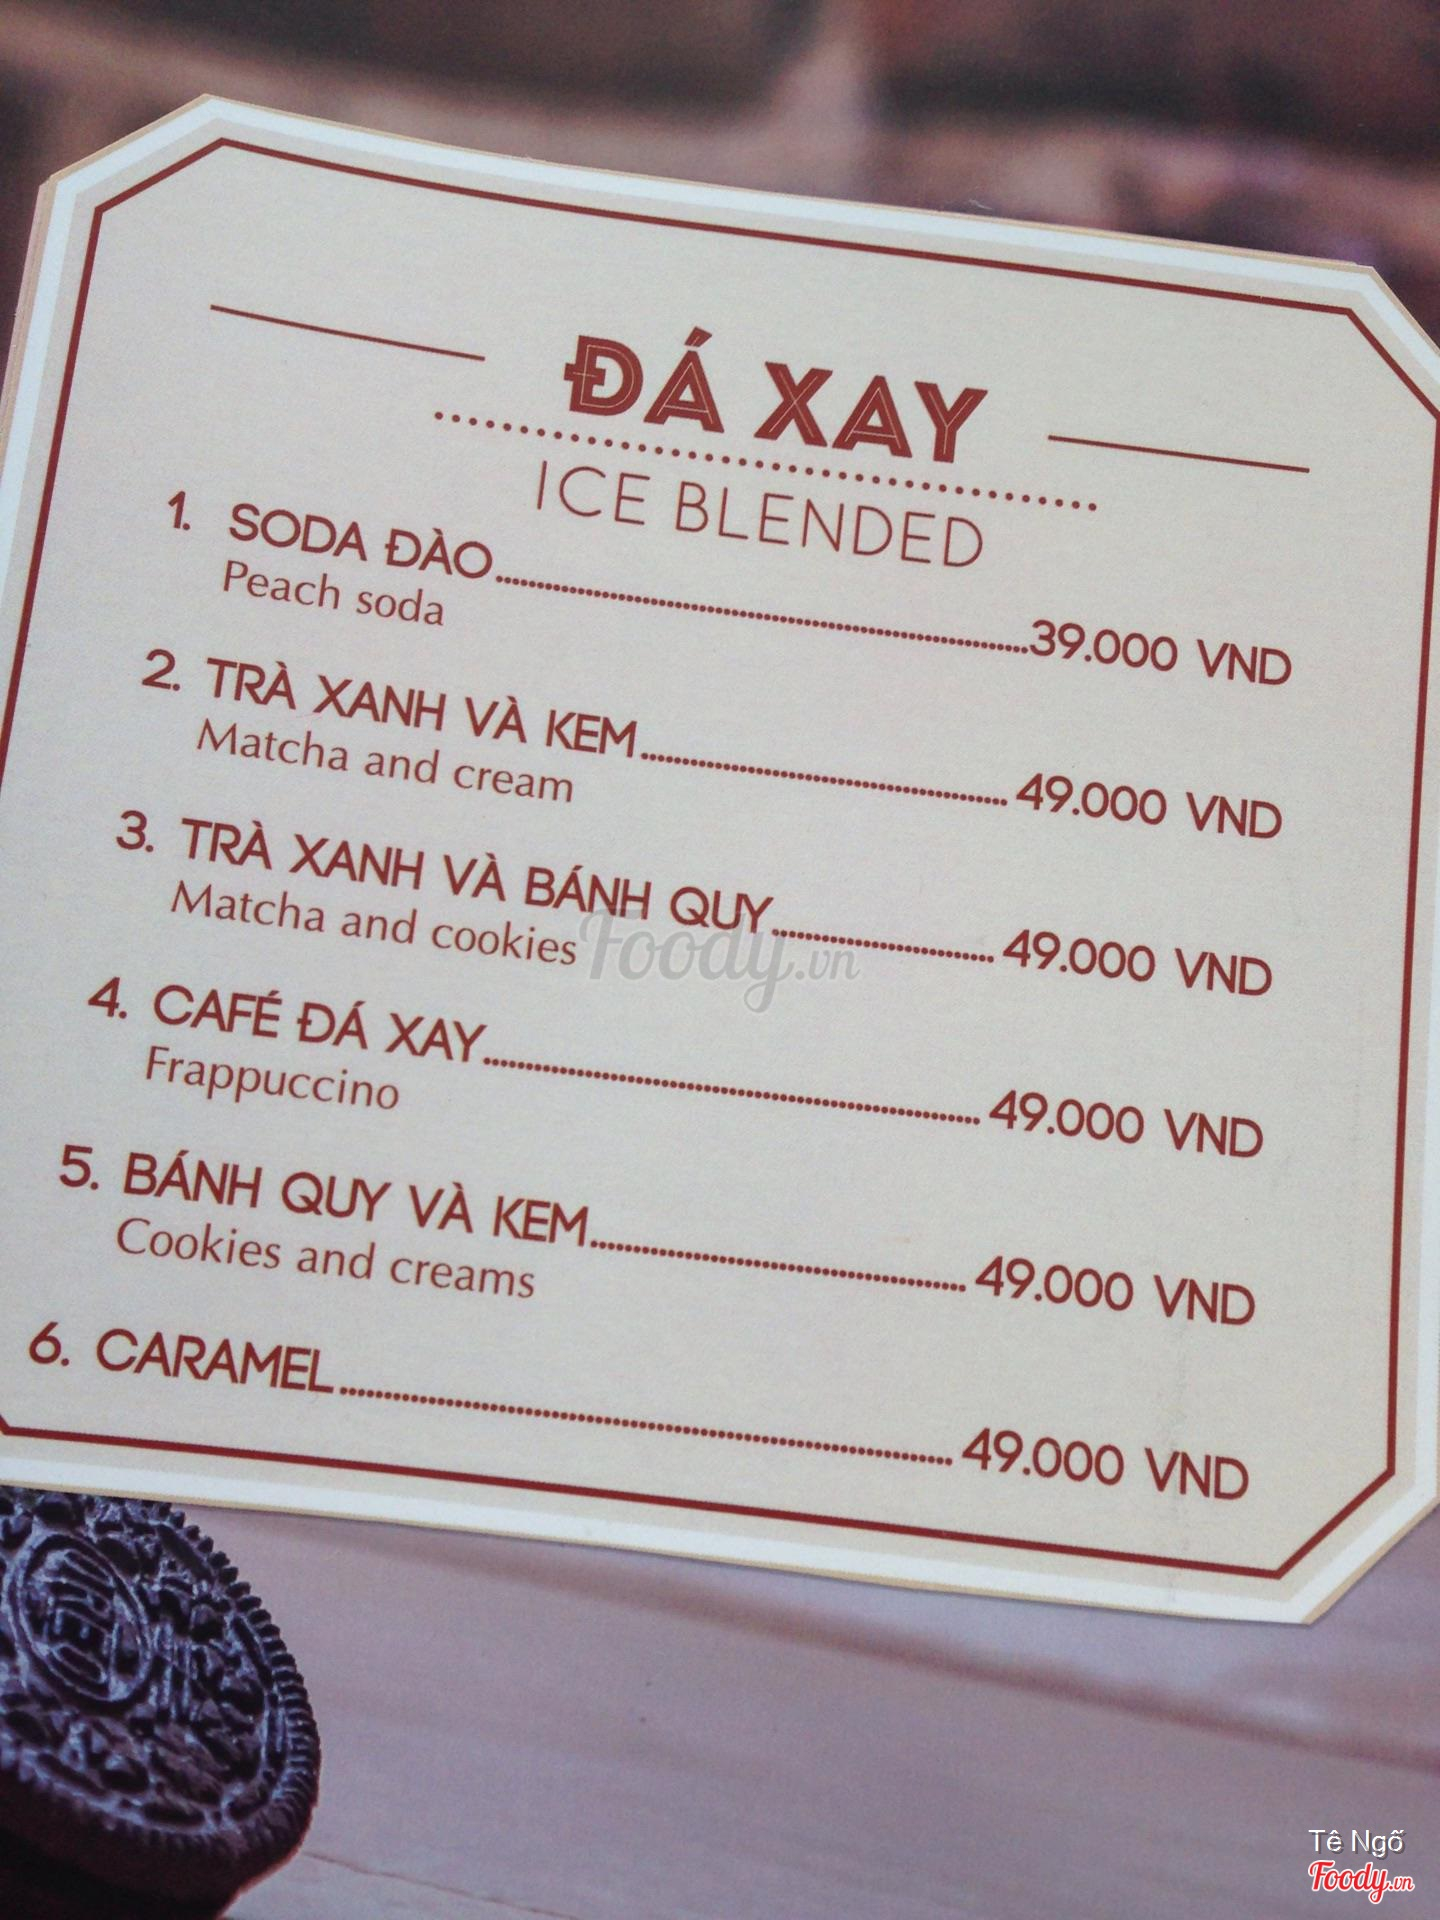 ĐÁ XAY
ICE BLENDED
1. SODA ĐÀO 39.000 VND
Peach soda
2. TRÀ XANH VÀ KEM 49.000 VND
Matcha and cream
3. TRÀ XANH VÀ BÁNH QUY 49.000 VND
Matcha and cookies
Foody.vn
4. CAFÉ ĐÁ XAY 49.000 VND
Frappuccino
5. BÁNH QUY VÀ KEM 49.000 VND
Cookies and creams
6. CARAMEL 49.000 VND
Tê Ngố
Foody.vn